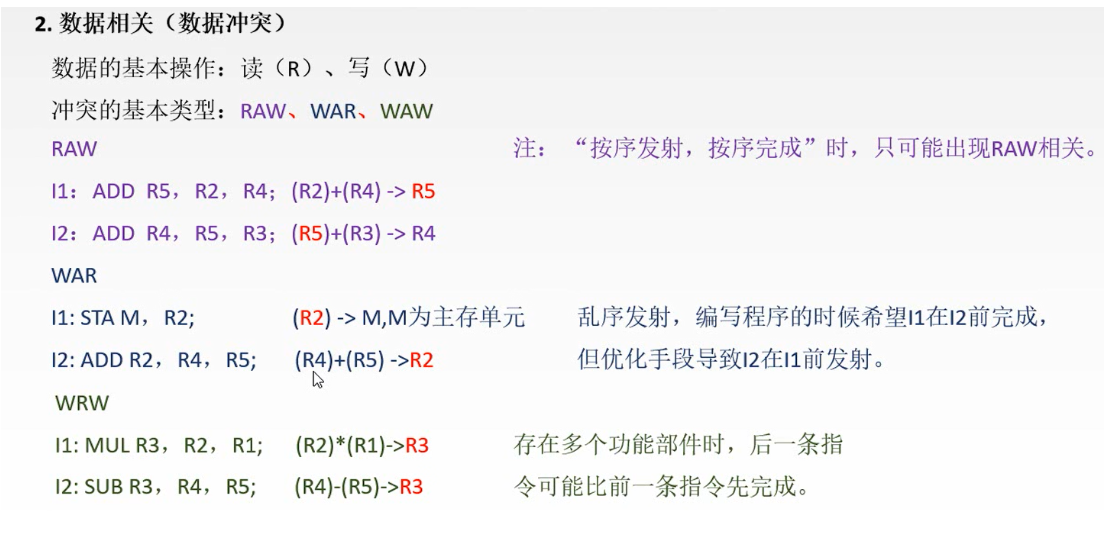 2. 数据相关（数据冲突）
数据的基本操作：读（R）、写（W）
冲突的基本类型：RAW、WAR、WAW
RAW 注：“按序发射，按序完成”时，只可能出现RAW相关。
I1：ADD R5，R2，R4；(R2)+(R4) -> R5
I2：ADD R4，R5，R3；(R5)+(R3) -> R4
WAR
I1: STA M，R2; (R2) -> M,M为主存单元 乱序发射，编写程序的时候希望I1在I2前完成，
I2: ADD R2，R4，R5; (R4)+(R5) ->R2 但优化手段导致I2在I1前发射。
WRW
I1: MUL R3，R2，R1; (R2)*(R1)->R3 存在多个功能部件时，后一条指
I2: SUB R3，R4，R5; (R4)-(R5)->R3 令可能比前一条指令先完成。